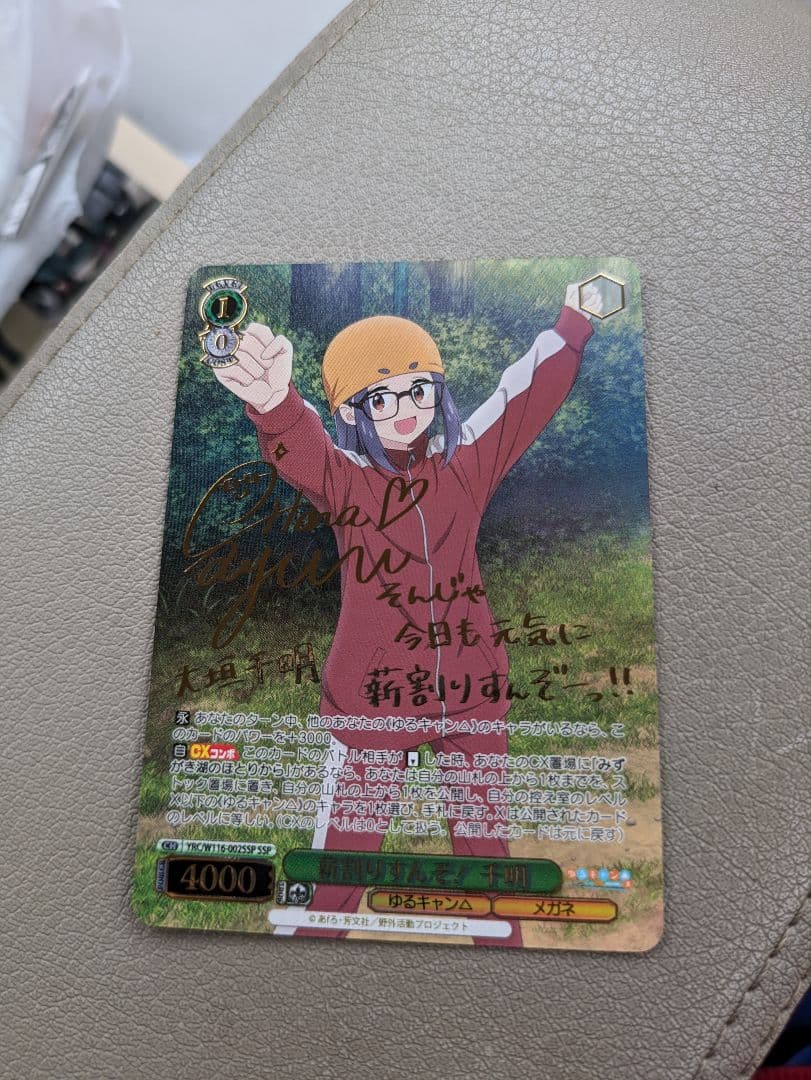 LEVEL
1
0
COST
Hina♡
ayumu
そんじゃ
今日も元気に
大垣千明
薪割りすんぞーっ!!
永 あなたのターン中、他のあなたの《ゆるキャン△》のキャラがいるなら、こ
のカードのパワーを+3000。
自 CXコンボ このカードのバトル相手が した時、あなたのCX置場に「みず
がき湖のほとりから」があるなら、あなたは自分の山札の上から1枚までを、ス
トック置場に置き、自分の山札の上から1枚を公開し、自分の控え室のレベル
X以下の《ゆるキャン△》のキャラを1枚選び、手札に戻す。Xは公開されたカード
のレベルに等しい。（CXのレベルは0として扱う。公開したカードは元に戻す）
CH YRC/W116-002SSP SSP
POWER 4000
薪割りすんぞ! 千明
ゆるキャン△
ゆるキャン△ メガネ
©あfろ・芳文社／野外活動プロジェクト